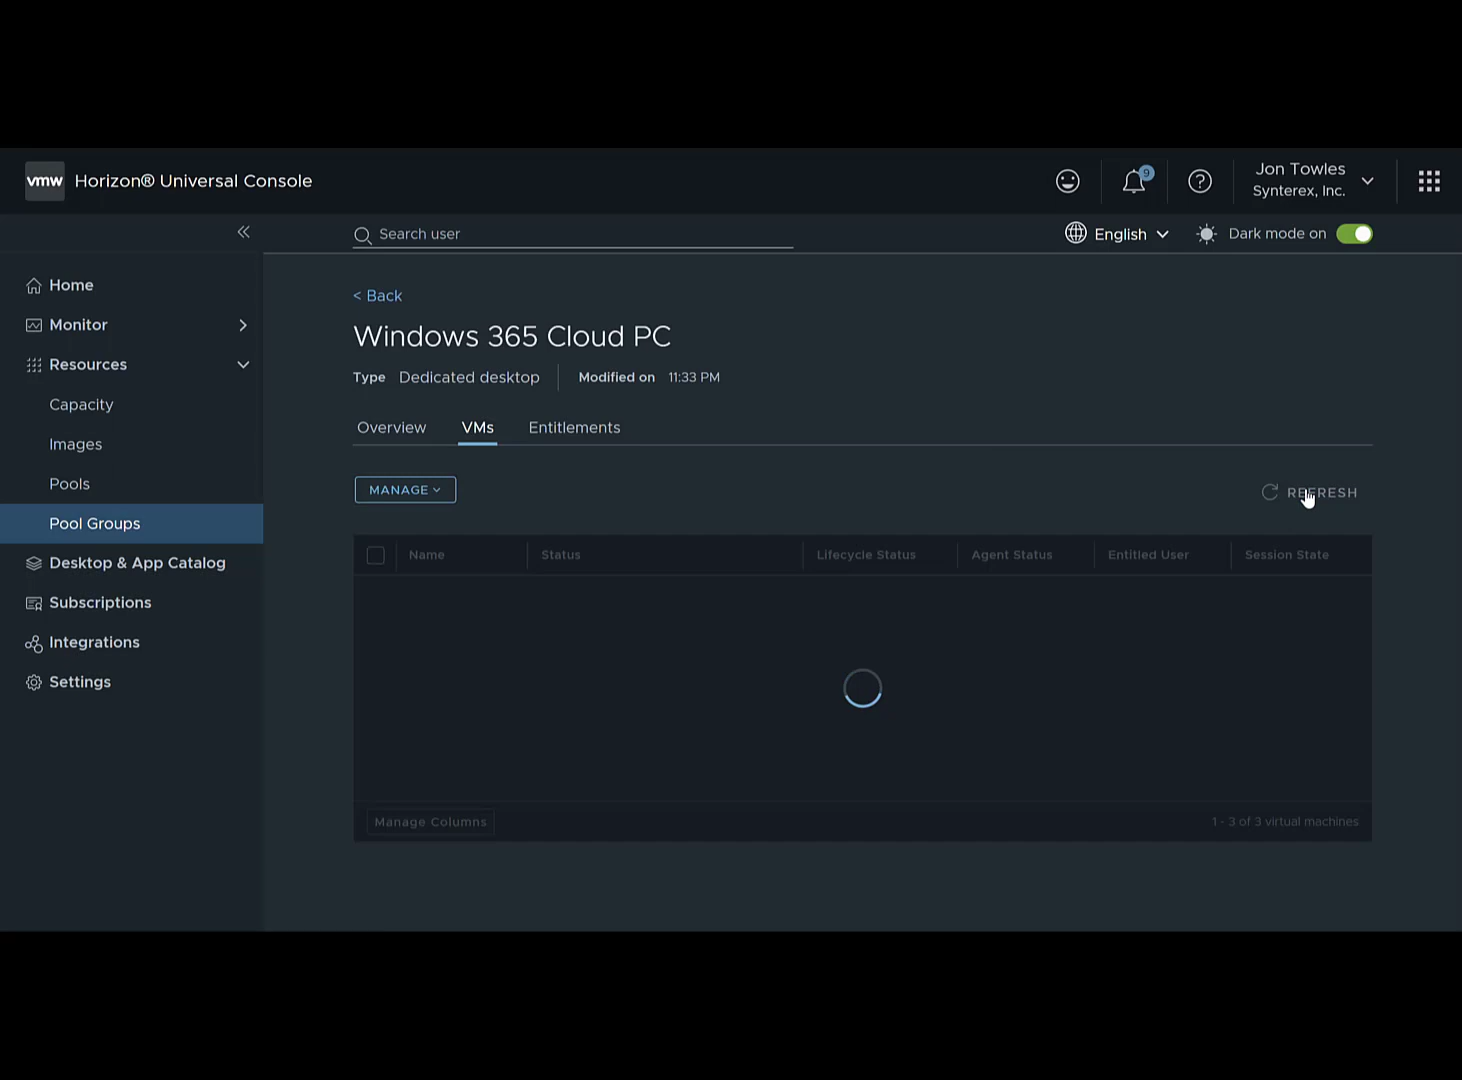 vmw Horizon® Universal Console
9
Jon Towles
Synterex, Inc.
Search user
English
Dark mode on
Home
Monitor
Resources
Capacity
Images
Pools
Pool Groups
Desktop & App Catalog
Subscriptions
Integrations
Settings
< Back
Windows 365 Cloud PC
Type Dedicated desktop Modified on 11:33 PM
Overview VMs Entitlements
MANAGE
REFRESH
Name Status Lifecycle Status Agent Status Entitled User Session State
Manage Columns
1 - 3 of 3 virtual machines